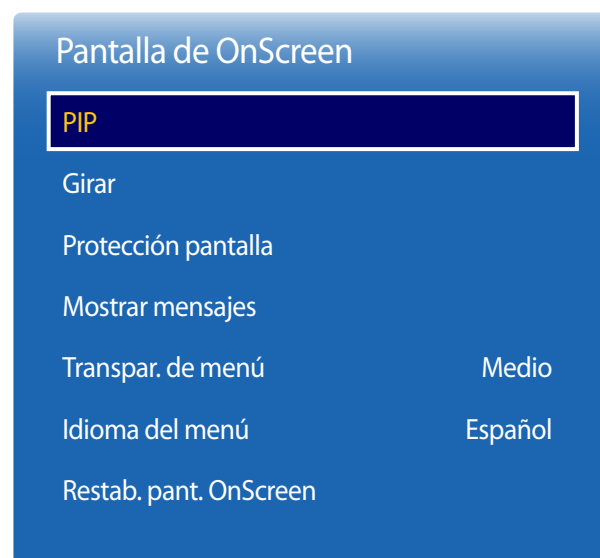 Pantalla de OnScreen
PIP
Girar
Protección pantalla
Mostrar mensajes
Transpar. de menú Medio
Idioma del menú Español
Restab. pant. OnScreen